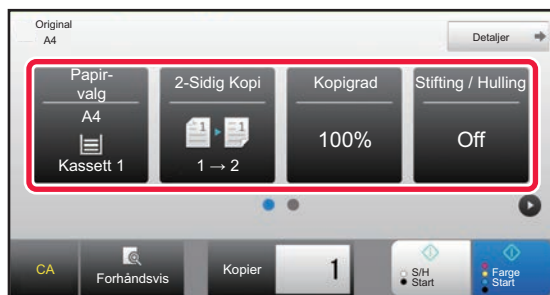 Original
A4
Detaljer
Papir-
valg
A4
Kassett 1
2-Sidig Kopi
1 → 2
Kopigrad
100%
Stifting / Hulling
Off
CA
Forhåndsvis
Kopier
1
S/H
Start
Farge
Start